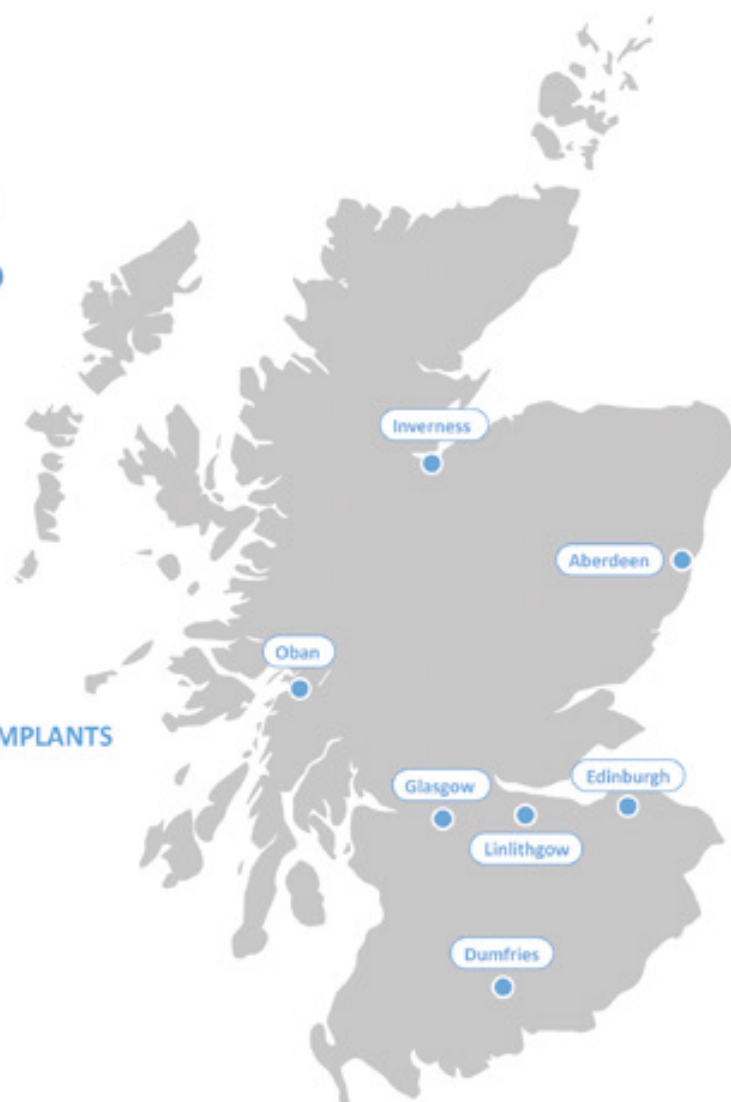 Inverness
Aberdeen
Oban
MPLANTS
Glasgow
Edinburgh
Linlithgow
Dumfries